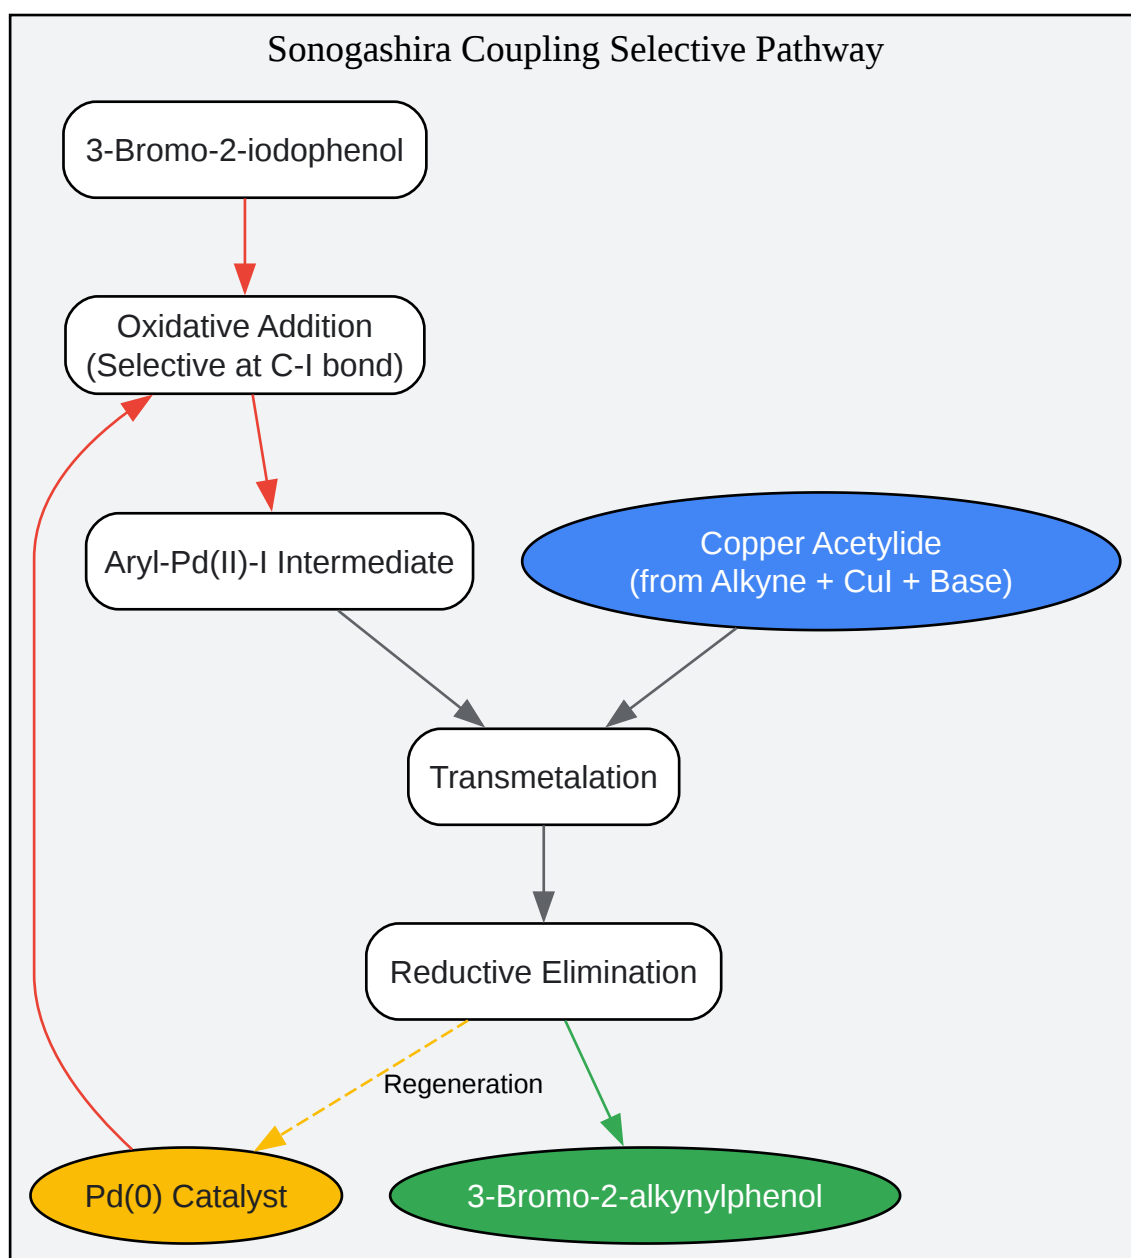 Sonogashira Coupling Selective Pathway
3-Bromo-2-iodophenol
Oxidative Addition
(Selective at C-I bond)
Aryl-Pd(II)-I Intermediate
Copper Acetylide
(from Alkyne + CuI + Base)
Transmetalation
Reductive Elimination
Regeneration
Pd(0) Catalyst
3-Bromo-2-alkynylphenol